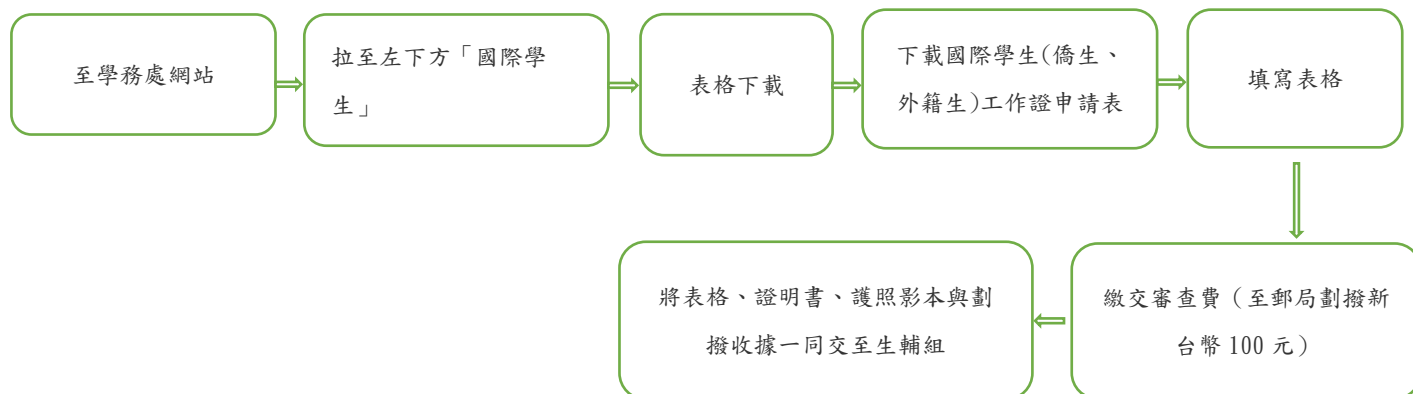 至學務處網站
拉至左下方「國際學
生」
表格下載
下載國際學生(僑生、
外籍生)工作證申請表
填寫表格
繳交審查費（至郵局劃撥新
台幣 100 元）
將表格、證明書、護照影本與劃
撥收據一同交至生輔組